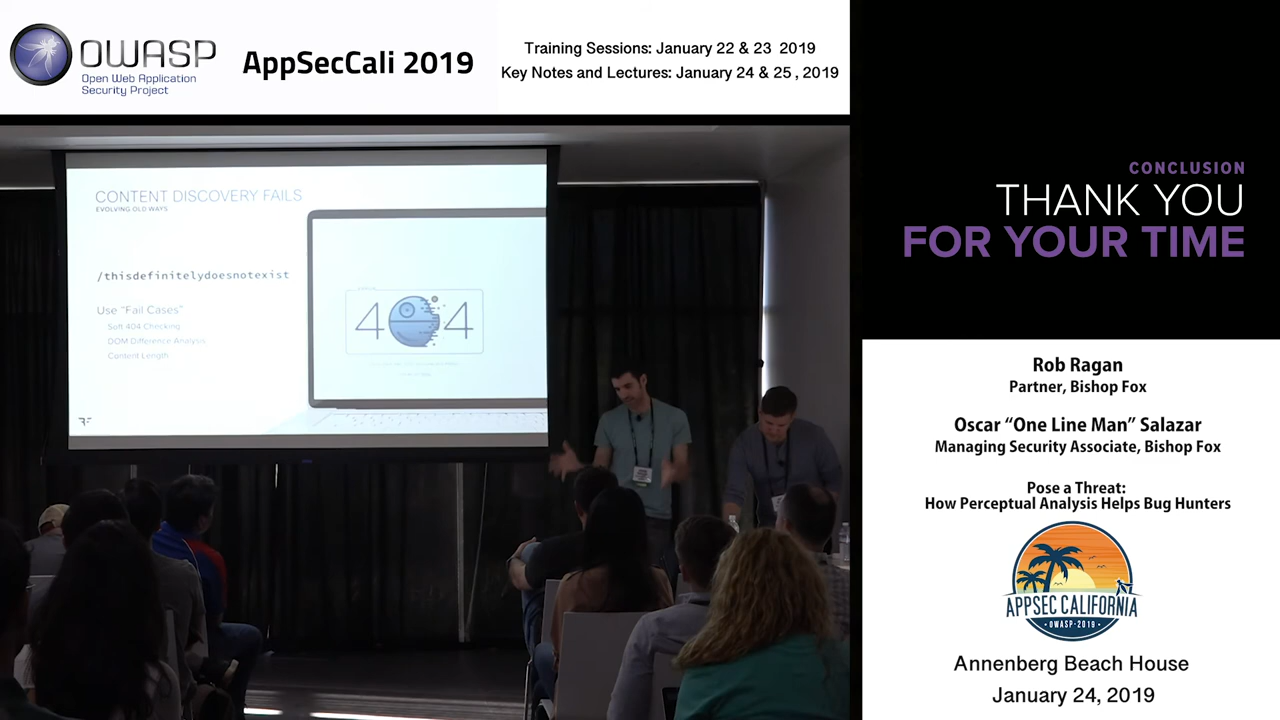 OWASP
Open Web Application
Security Project
AppSecCali 2019
Training Sessions: January 22 & 23 2019
Key Notes and Lectures: January 24 & 25 , 2019
CONTENT DISCOVERY FAILS
EVOLVING OLD WAYS
/thisdefinitelydoesnotexist
Use "Fail Cases"
Soft 404 Checking
DOM Difference Analysis
Content Length
404
CONCLUSION
THANK YOU
FOR YOUR TIME
Rob Ragan
Partner, Bishop Fox
Oscar “One Line Man” Salazar
Managing Security Associate, Bishop Fox
Pose a Threat:
How Perceptual Analysis Helps Bug Hunters
APPSEC CALIFORNIA
• OWASP-2019 •
Annenberg Beach House
January 24, 2019